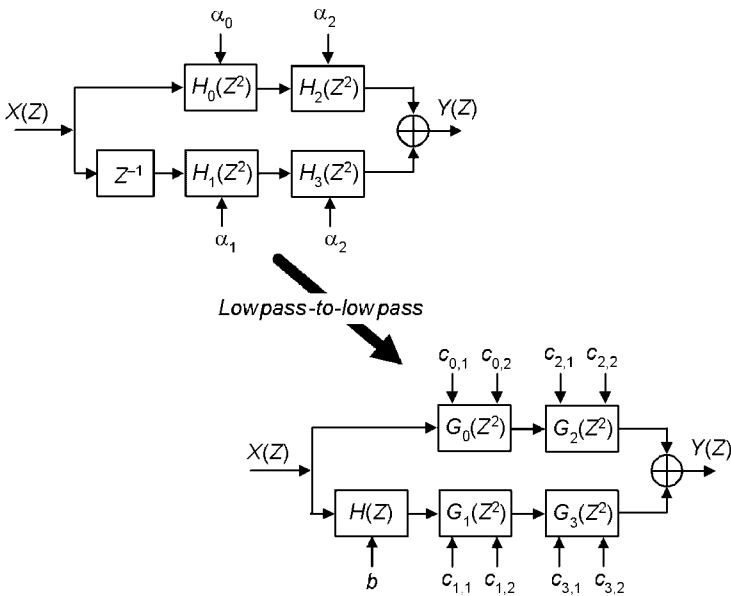 α₀ α₂
H₀(Z²) H₂(Z²)
X(Z) Y(Z)
Z⁻¹ H₁(Z²) H₃(Z²)
α₁ α₂
Lowpass-to-lowpass
c₀,₁ c₀,₂ c₂,₁ c₂,₂
G₀(Z²) G₂(Z²)
X(Z) Y(Z)
H(Z) G₁(Z²) G₃(Z²)
b c₁,₁ c₁,₂ c₃,₁ c₃,₂